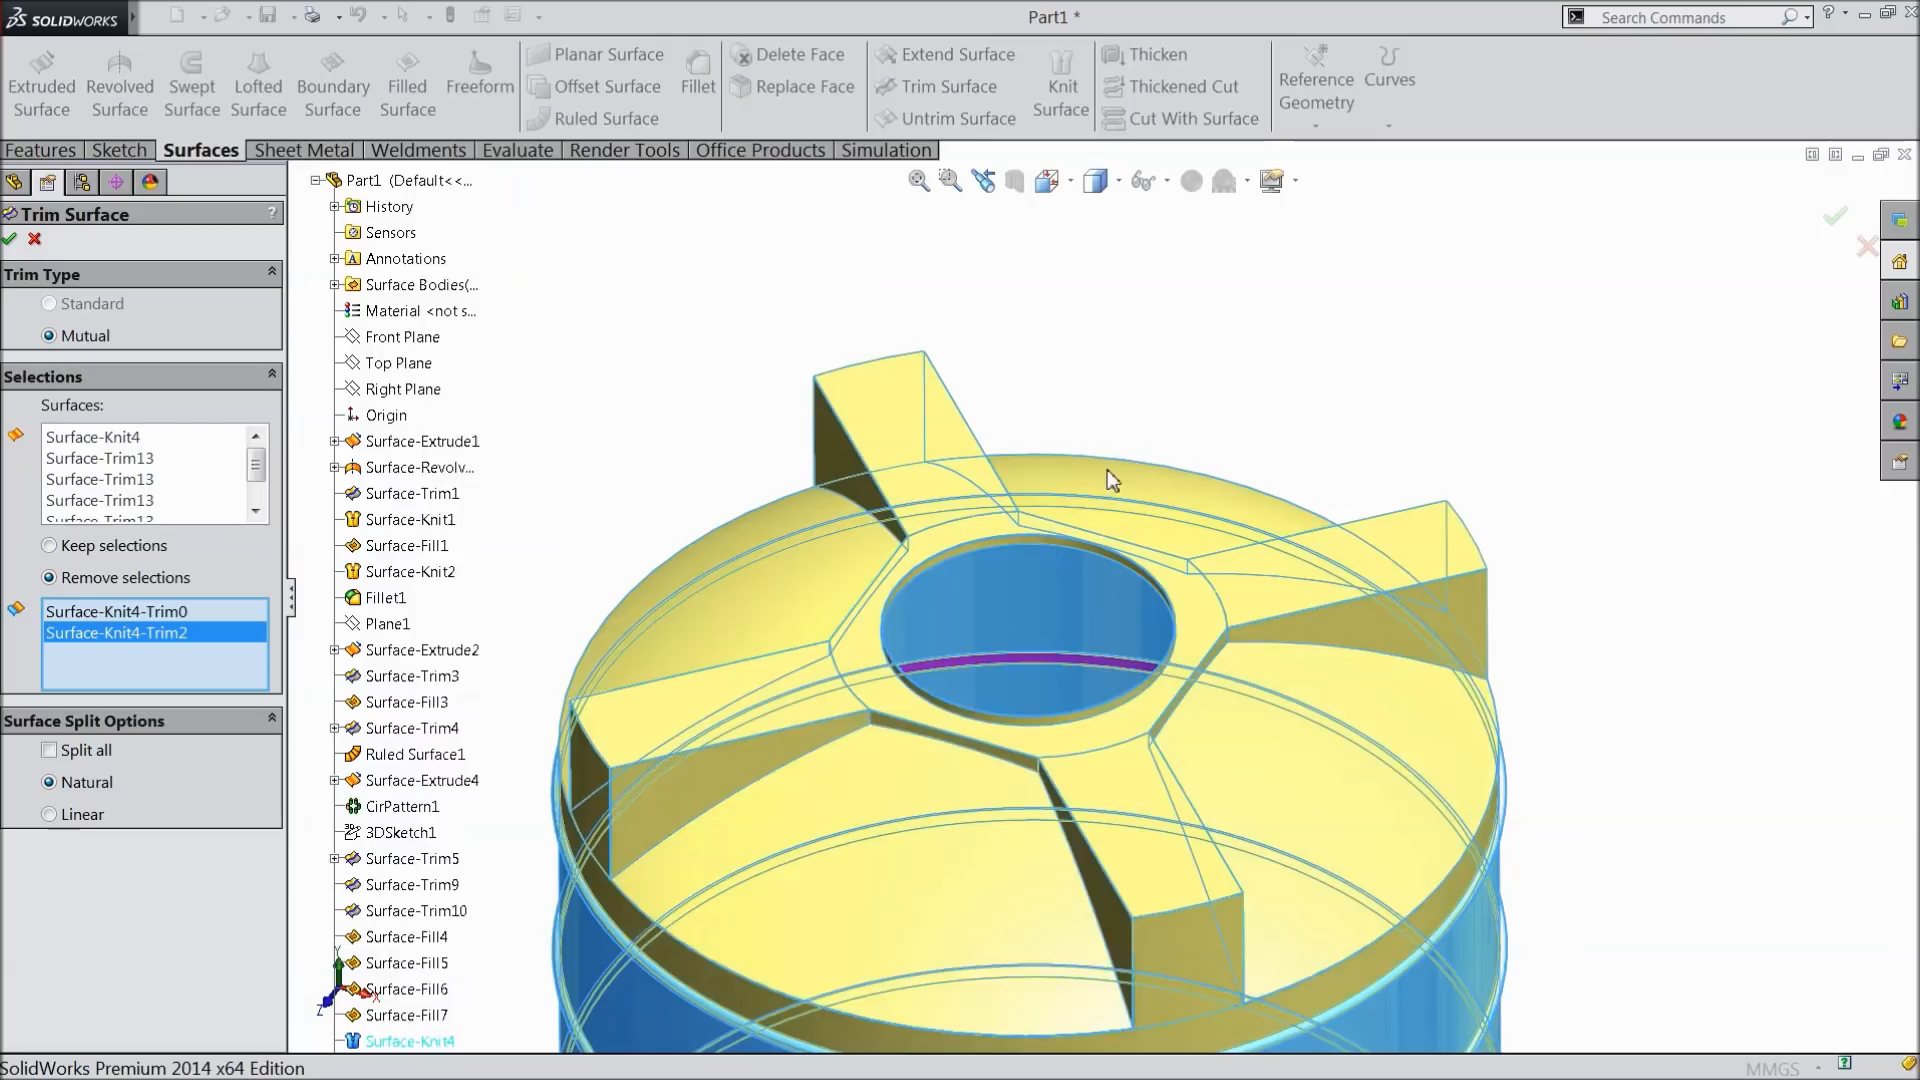 SOLIDWORKS
Part1 *
Search Commands
Extruded Surface
Revolved Surface
Swept Surface
Lofted Surface
Boundary Surface
Filled Surface
Freeform
Planar Surface
Offset Surface
Ruled Surface
Fillet
Delete Face
Replace Face
Extend Surface
Trim Surface
Untrim Surface
Knit Surface
Thicken
Thickened Cut
Cut With Surface
Reference Geometry
Curves
Features
Sketch
Surfaces
Sheet Metal
Weldments
Evaluate
Render Tools
Office Products
Simulation
Trim Surface
?
Trim Type
Standard
Mutual
Selections
Surfaces:
Surface-Knit4
Surface-Trim13
Surface-Trim13
Surface-Trim13
Surface-Trim13
Keep selections
Remove selections
Surface-Knit4-Trim0
Surface-Knit4-Trim2
Surface Split Options
Split all
Natural
Linear
Part1 (Default<<...
History
Sensors
Annotations
Surface Bodies(...
Material <not s...
Front Plane
Top Plane
Right Plane
Origin
Surface-Extrude1
Surface-Revolv...
Surface-Trim1
Surface-Knit1
Surface-Fill1
Surface-Knit2
Fillet1
Plane1
Surface-Extrude2
Surface-Trim3
Surface-Fill3
Surface-Trim4
Ruled Surface1
Surface-Extrude4
CirPattern1
3DSketch1
Surface-Trim5
Surface-Trim9
Surface-Trim10
Surface-Fill4
Surface-Fill5
Surface-Fill6
Surface-Fill7
Surface-Knit4
Y
X
Z
SolidWorks Premium 2014 x64 Edition
MMGS